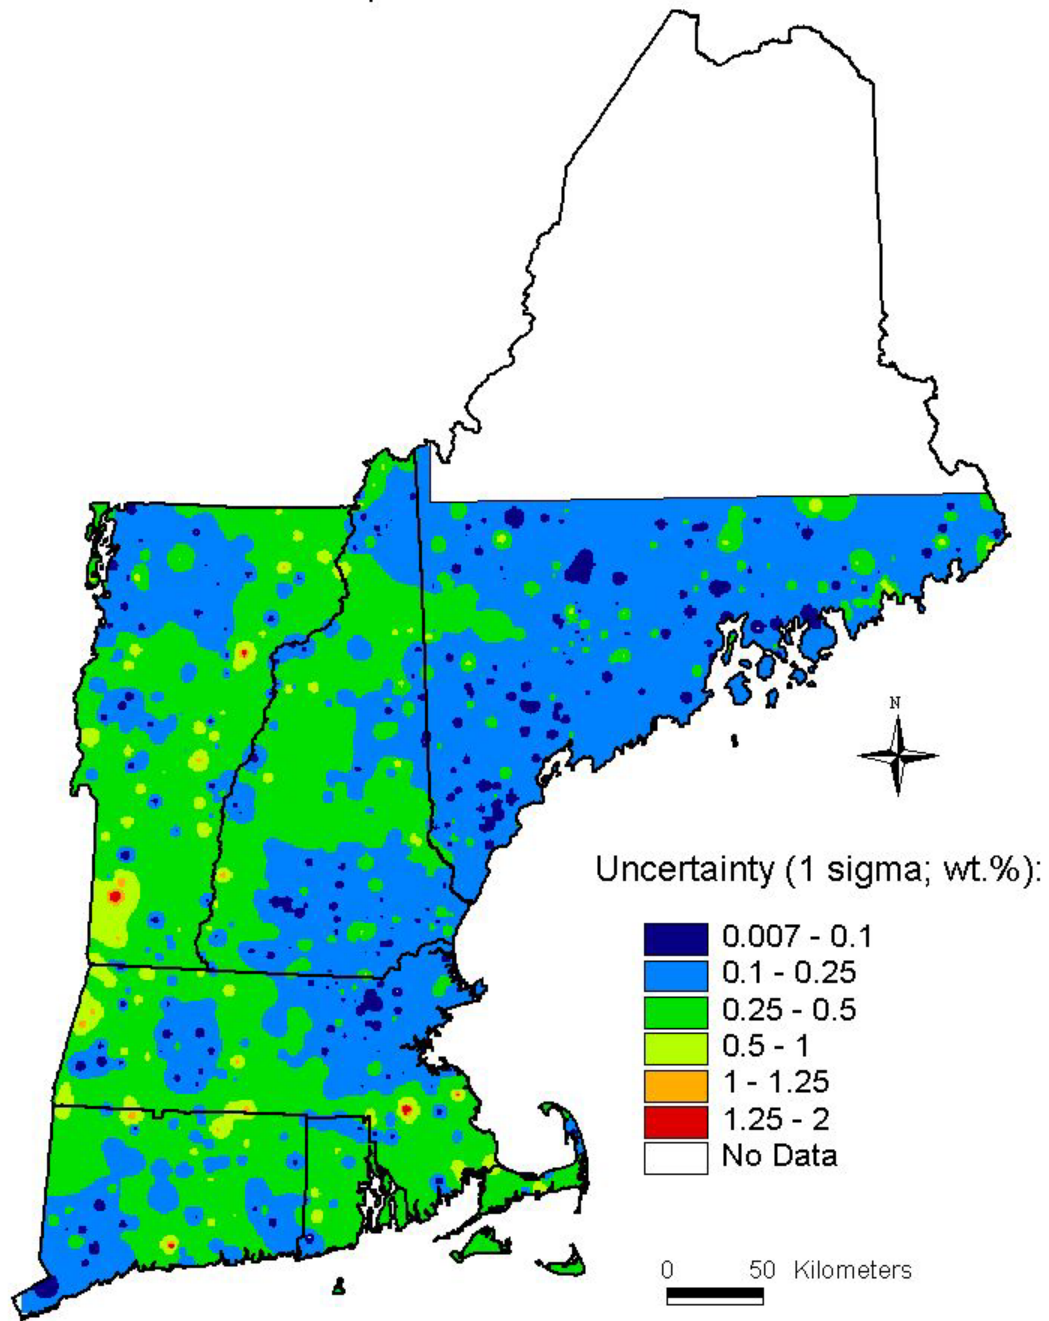 N
Uncertainty (1 sigma; wt.%):
0.007 - 0.1
0.1 - 0.25
0.25 - 0.5
0.5 - 1
1 - 1.25
1.25 - 2
No Data
0 50 Kilometers